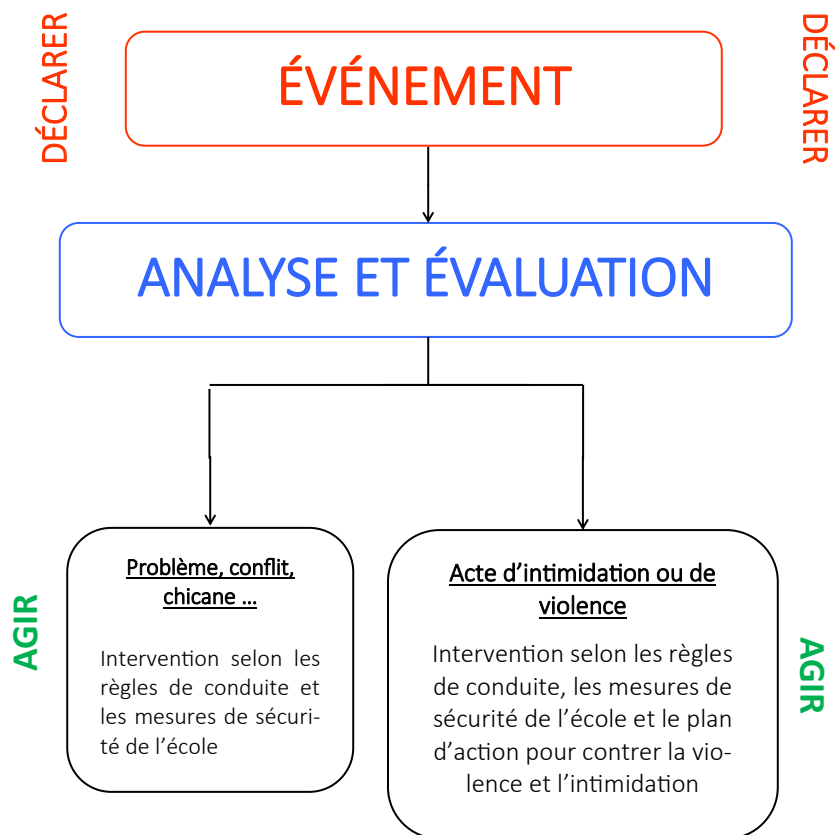 DÉCLARER
DÉCLARER
ÉVÉNEMENT
ANALYSE ET ÉVALUATION
AGIR
Problème, conflit,
chicane ...
Intervention selon les
règles de conduite et
les mesures de sécuri-
té de l’école
Acte d’intimidation ou de
violence
Intervention selon les règles
de conduite, les mesures de
sécurité de l’école et le plan
d’action pour contrer la vio-
lence et l’intimidation
AGIR